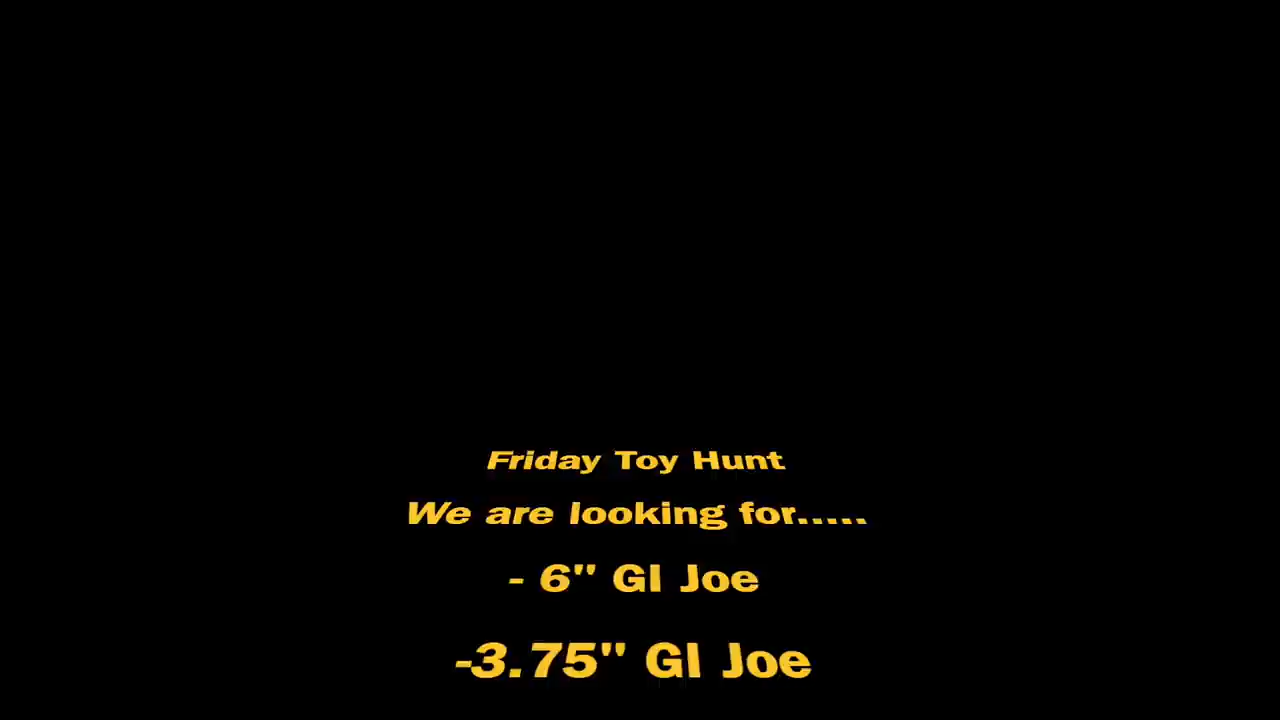 Friday Toy Hunt
We are looking for.....
- 6" GI Joe
-3.75" GI Joe